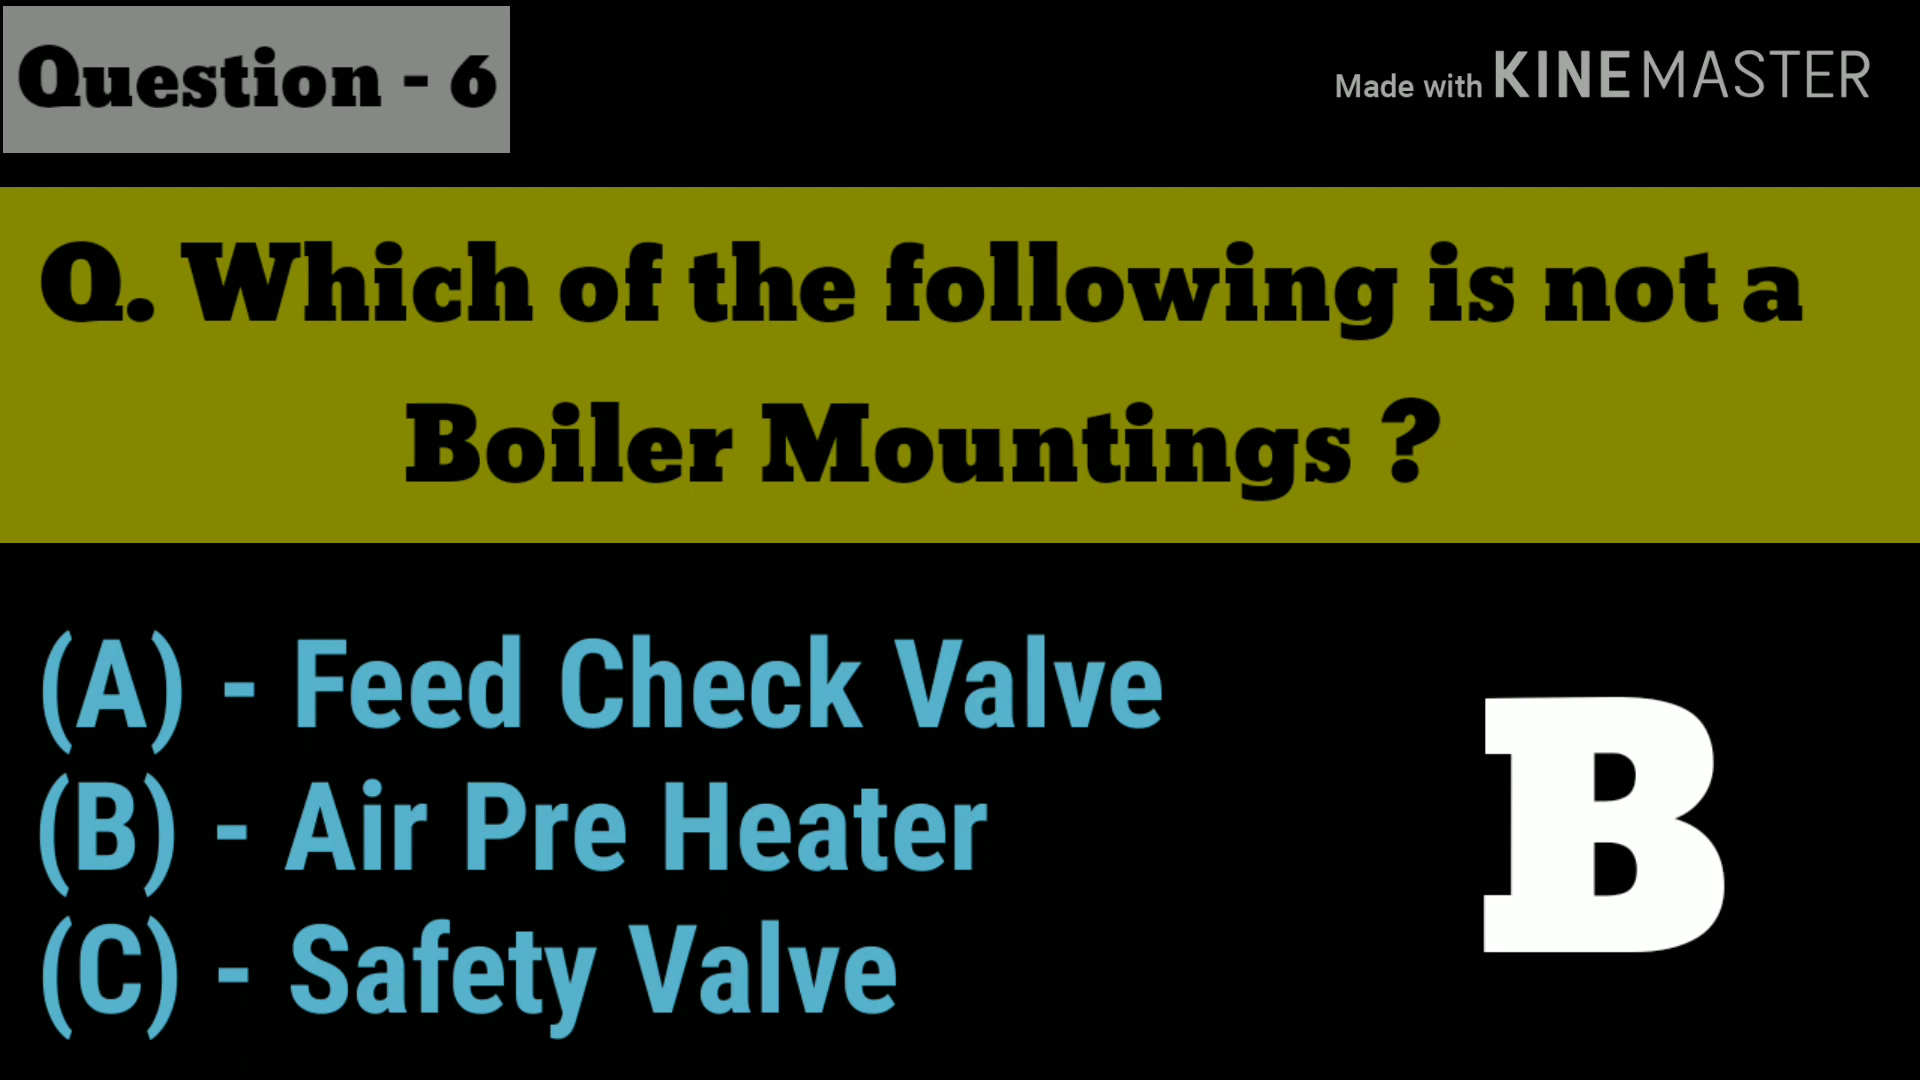 Question - 6
Made with KINEMASTER
Q. Which of the following is not a
Boiler Mountings ?
(A) - Feed Check Valve
(B) - Air Pre Heater
(C) - Safety Valve
B